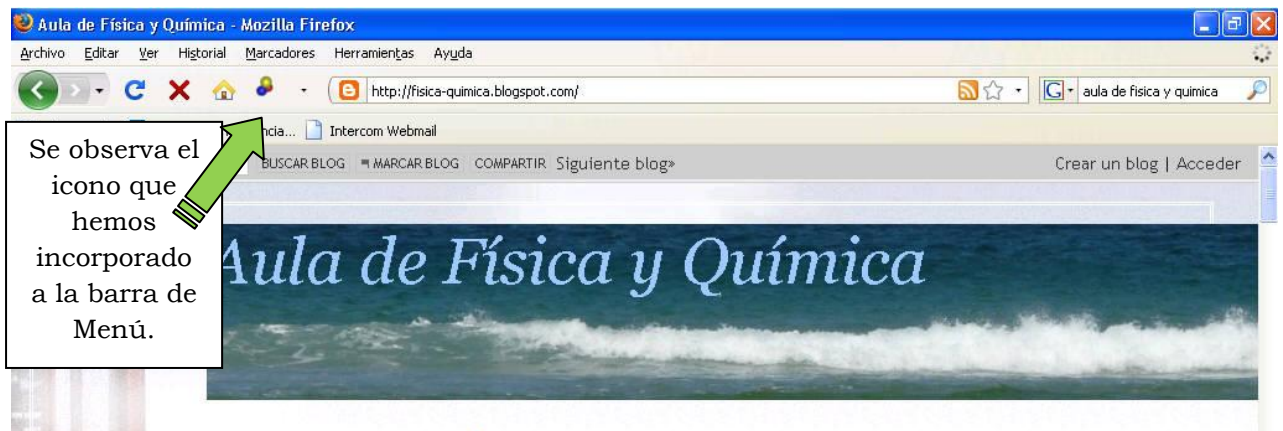 Aula de Física y Química - Mozilla Firefox
Archivo Editar Ver Historial Marcadores Herramientas Ayuda
http://fisica-quimica.blogspot.com/ G aula de fisica y quimica
ncia... Intercom Webmail
BUSCAR BLOG MARCAR BLOG COMPARTIR Siguiente blog» Crear un blog | Acceder
Se observa el
icono que
hemos
incorporado
a la barra de
Menú.
Aula de Física y Química